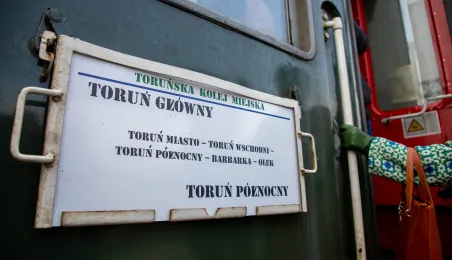 TORUŃSKA KOLEJ MIEJSKA
TORUŃ GŁÓWNY
TORUŃ MIASTO – TORUŃ WSCHODNI –
TORUŃ PÓŁNOCNY – BARBARKA – OLEK
TORUŃ PÓŁNOCNY